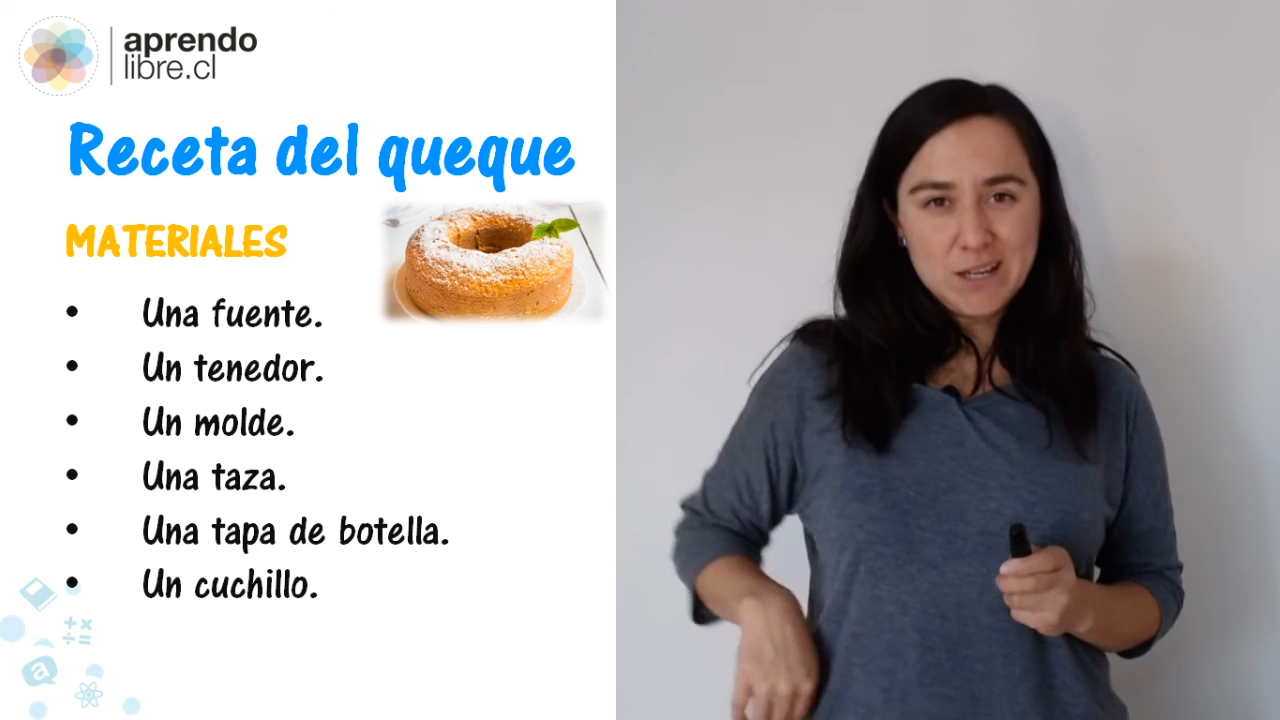 aprendo
libre.cl
Receta del queque
MATERIALES
• Una fuente.
• Un tenedor.
• Un molde.
• Una taza.
• Una tapa de botella.
• Un cuchillo.
a